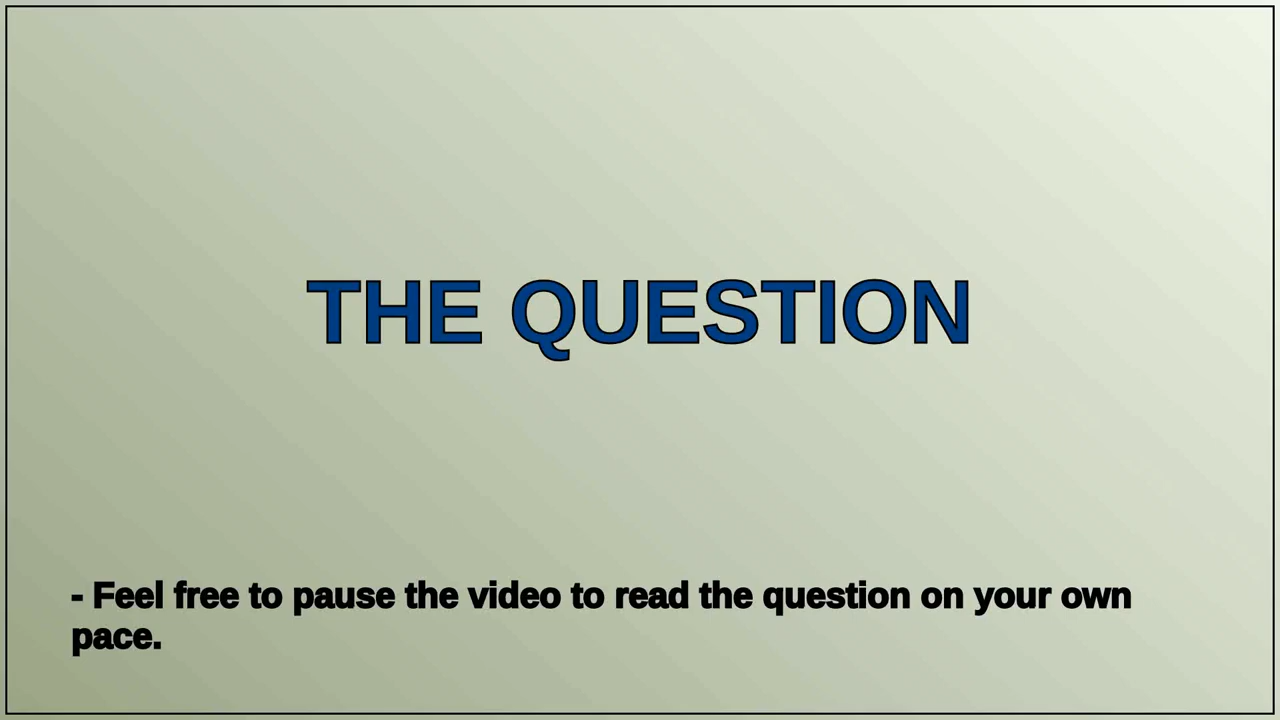 THE QUESTION
- Feel free to pause the video to read the question on your own
pace.